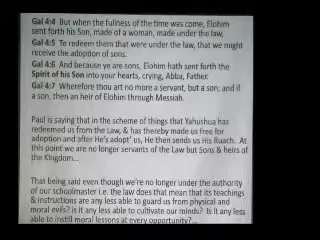 Gal 4:4  But when the fullness of the time was come, Elohim
sent forth his Son, made of a woman, made under the law,
Gal 4:5  To redeem them that were under the law, that we might
receive the adoption of sons.
Gal 4:6  And because ye are sons, Elohim hath sent forth the
Spirit of his Son into your hearts, crying, Abba, Father.
Gal 4:7  Wherefore thou art no more a servant, but a son; and if
a son, then an heir of Elohim through Messiah.
Paul is saying that in the scheme of things that Yahushua has
redeemed us from the Law, & has thereby made us free for
adoption and after He's adopt' us, He then sends us His Ruach.  At
this point we are no longer servants of the Law but Sons & heirs of
the Kingdom...
That being said even though we're no longer under the authority
of our schoolmaster i.e. the law does that mean that its teachings
& instructions are any less able to guard us from physical and
moral evils? is it any less able to cultivate our minds?  Is it any less
able to instill moral lessons at every opportunity?...